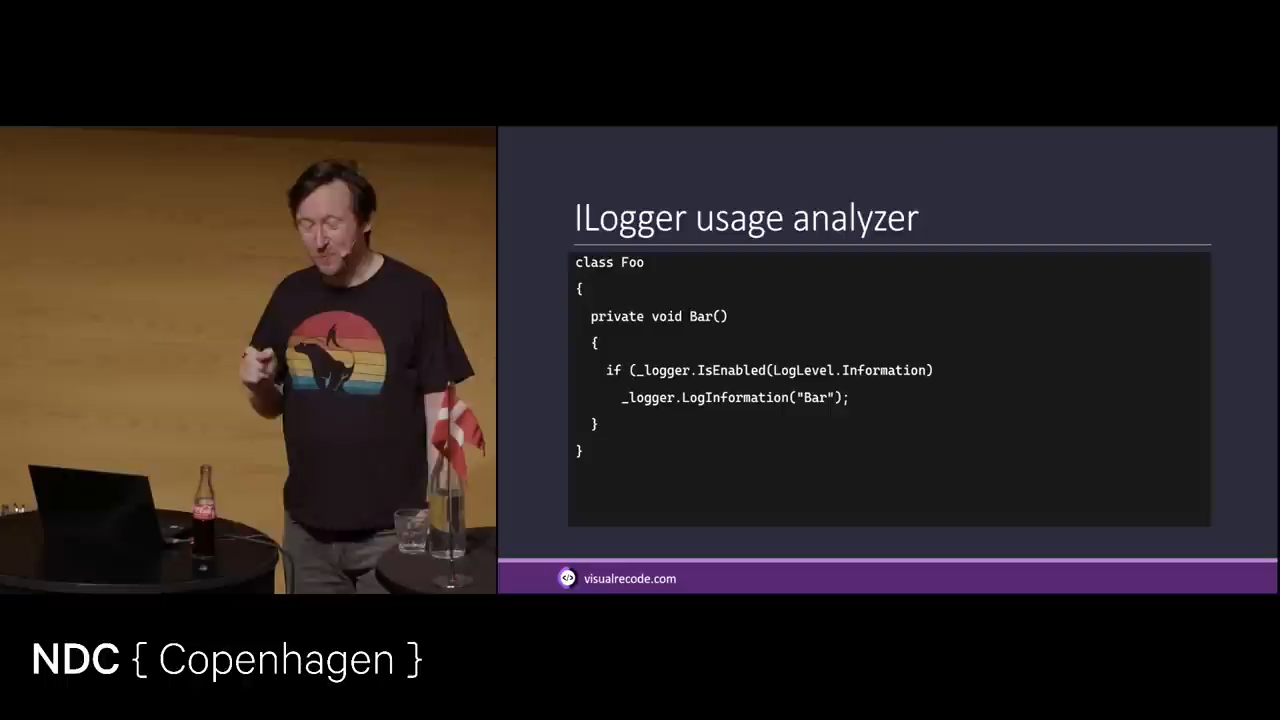 ILogger usage analyzer
class Foo
{
private void Bar()
{
if (_logger.IsEnabled(LogLevel.Information)
_logger.LogInformation("Bar");
}
}
</> visualrecode.com
NDC { Copenhagen }